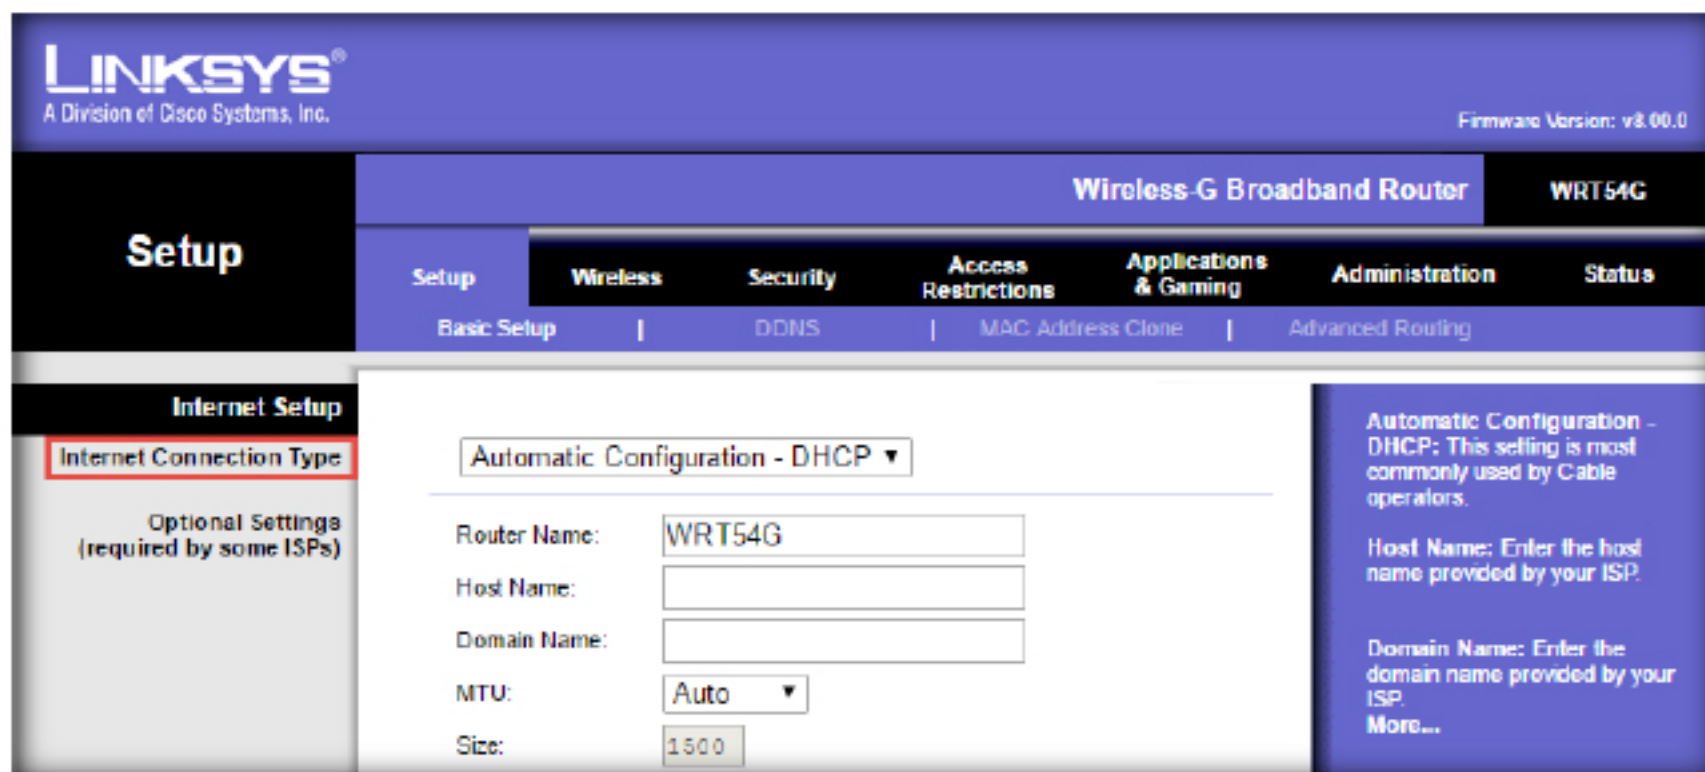 LINKSYS®
A Division of Cisco Systems, Inc.
Firmware Version: v8.00.0
Wireless-G Broadband Router
WRT54G
Setup
Setup
Wireless
Security
Access
Restrictions
Applications
& Gaming
Administration
Status
Basic Setup | DDNS | MAC Address Clone | Advanced Routing
Internet Setup
Internet Connection Type
Automatic Configuration - DHCP
Optional Settings
(required by some ISPs)
Router Name: WRT54G
Host Name:
Domain Name:
MTU: Auto
Size: 1500
Automatic Configuration -
DHCP: This setting is most
commonly used by Cable
operators.
Host Name: Enter the host
name provided by your ISP.
Domain Name: Enter the
domain name provided by your
ISP.
More...